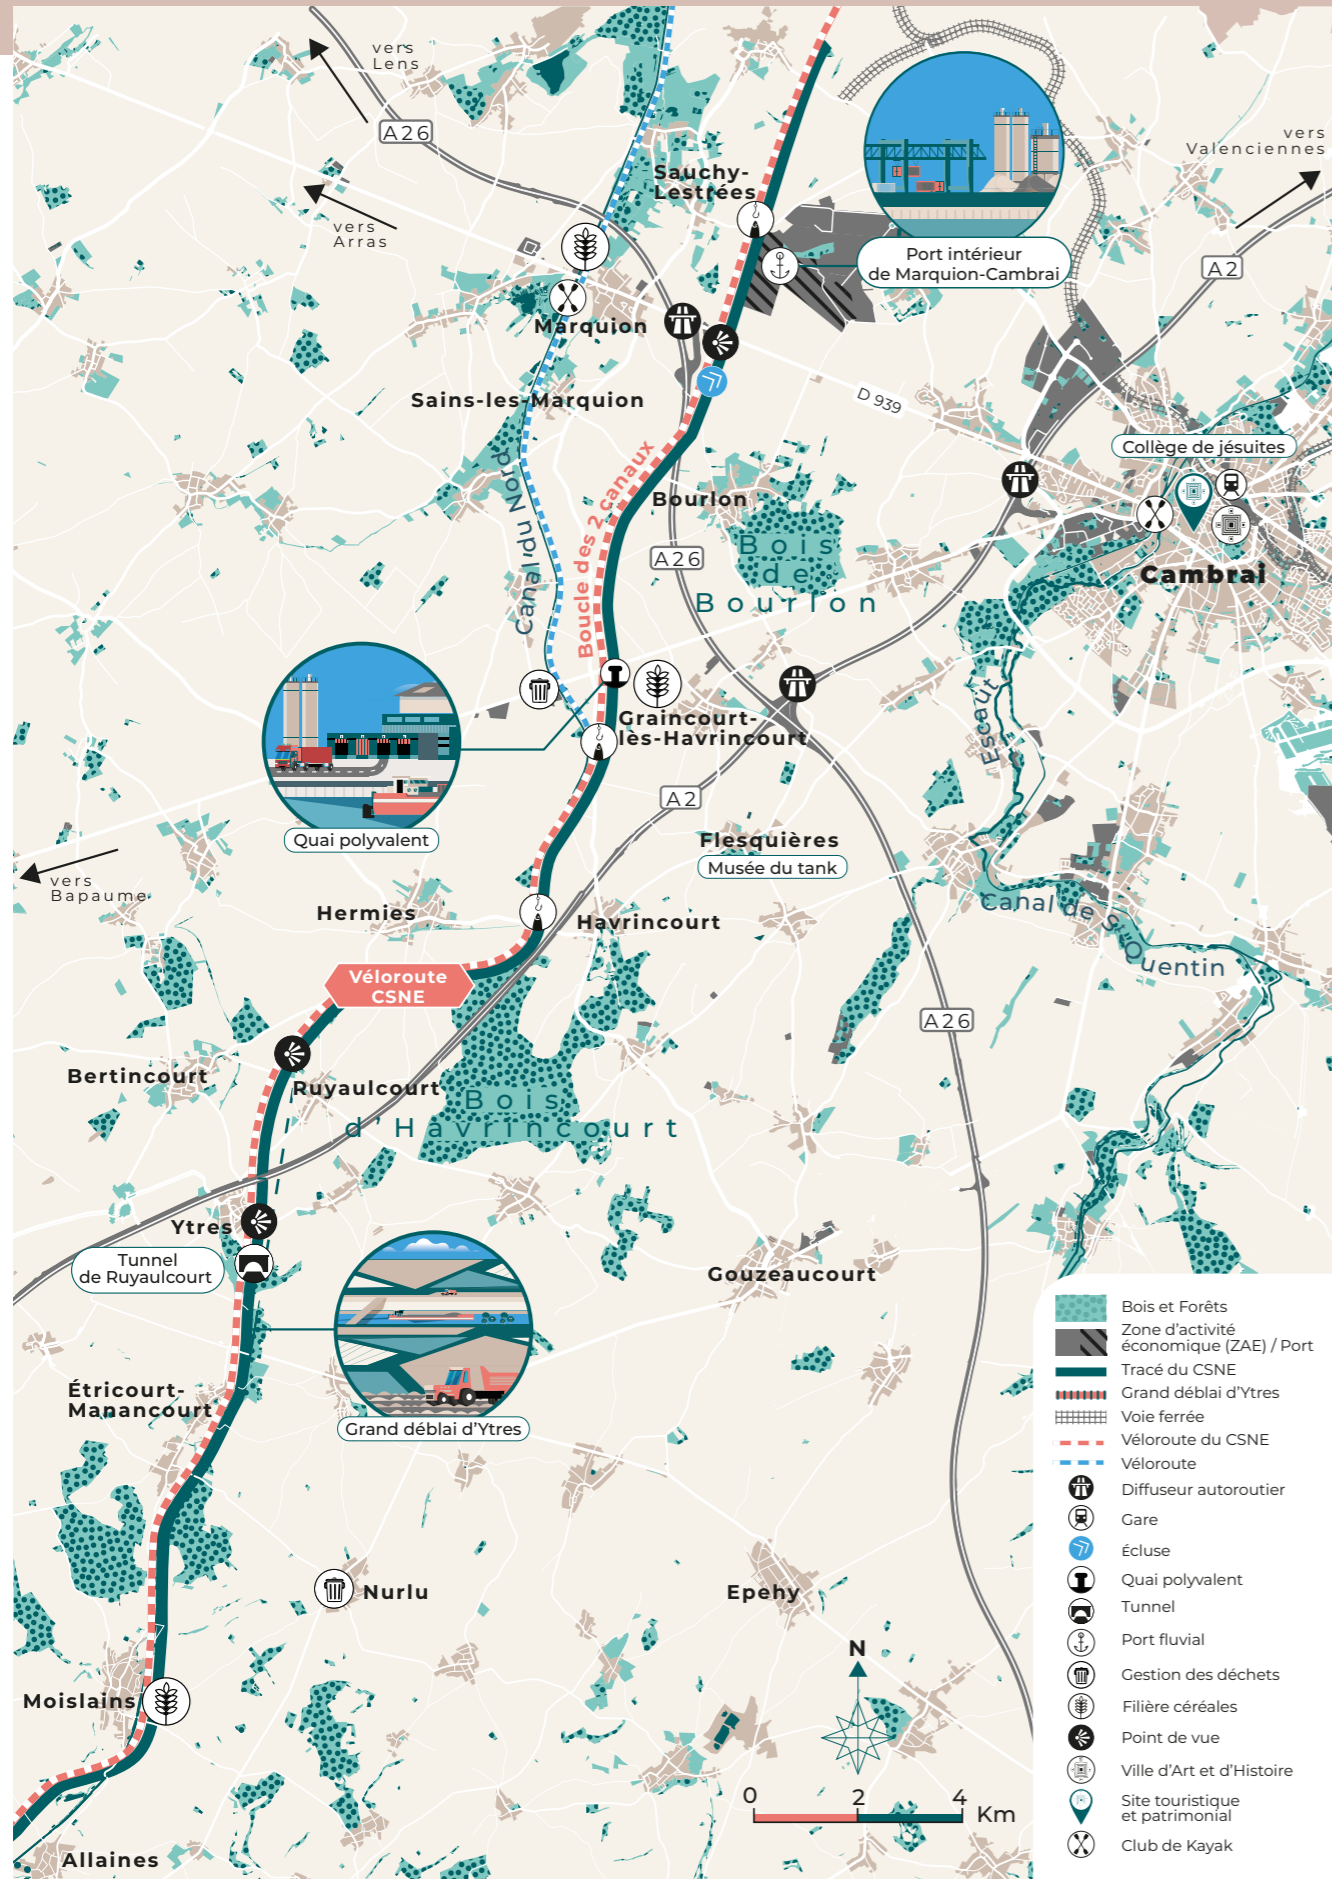 vers
Lens
A26
vers
Valenciennes
Sauchy-
Lestrées
vers
Arras
Port intérieur
de Marquion-Cambrai
A2
Marquion
Sains-les-Marquion
D 939
Collège de jésuites
Canal du Nord
Boucle des 2 canaux
Bourlon
A26
Bois
de
Bourlon
Cambrai
Escaut
Graincourt-
lès-Havrincourt
A2
Quai polyvalent
Flesquières
Musée du tank
vers
Bapaume
Hermies
Havrincourt
Canal de St Quentin
Véloroute
CSNE
A26
Bertincourt
Ruyaulcourt
Bois
d'Havrincourt
Ytres
Tunnel
de Ruyaulcourt
Gouzeaucourt
Étricourt-
Manancourt
Grand déblai d'Ytres
Nurlu
Epehy
Moislains
N
0 2 4 Km
Allaines
Bois et Forêts
Zone d'activité
économique (ZAE) / Port
Tracé du CSNE
Grand déblai d'Ytres
Voie ferrée
Véloroute du CSNE
Véloroute
Diffuseur autoroutier
Gare
Écluse
Quai polyvalent
Tunnel
Port fluvial
Gestion des déchets
Filière céréales
Point de vue
Ville d'Art et d'Histoire
Site touristique
et patrimonial
Club de Kayak